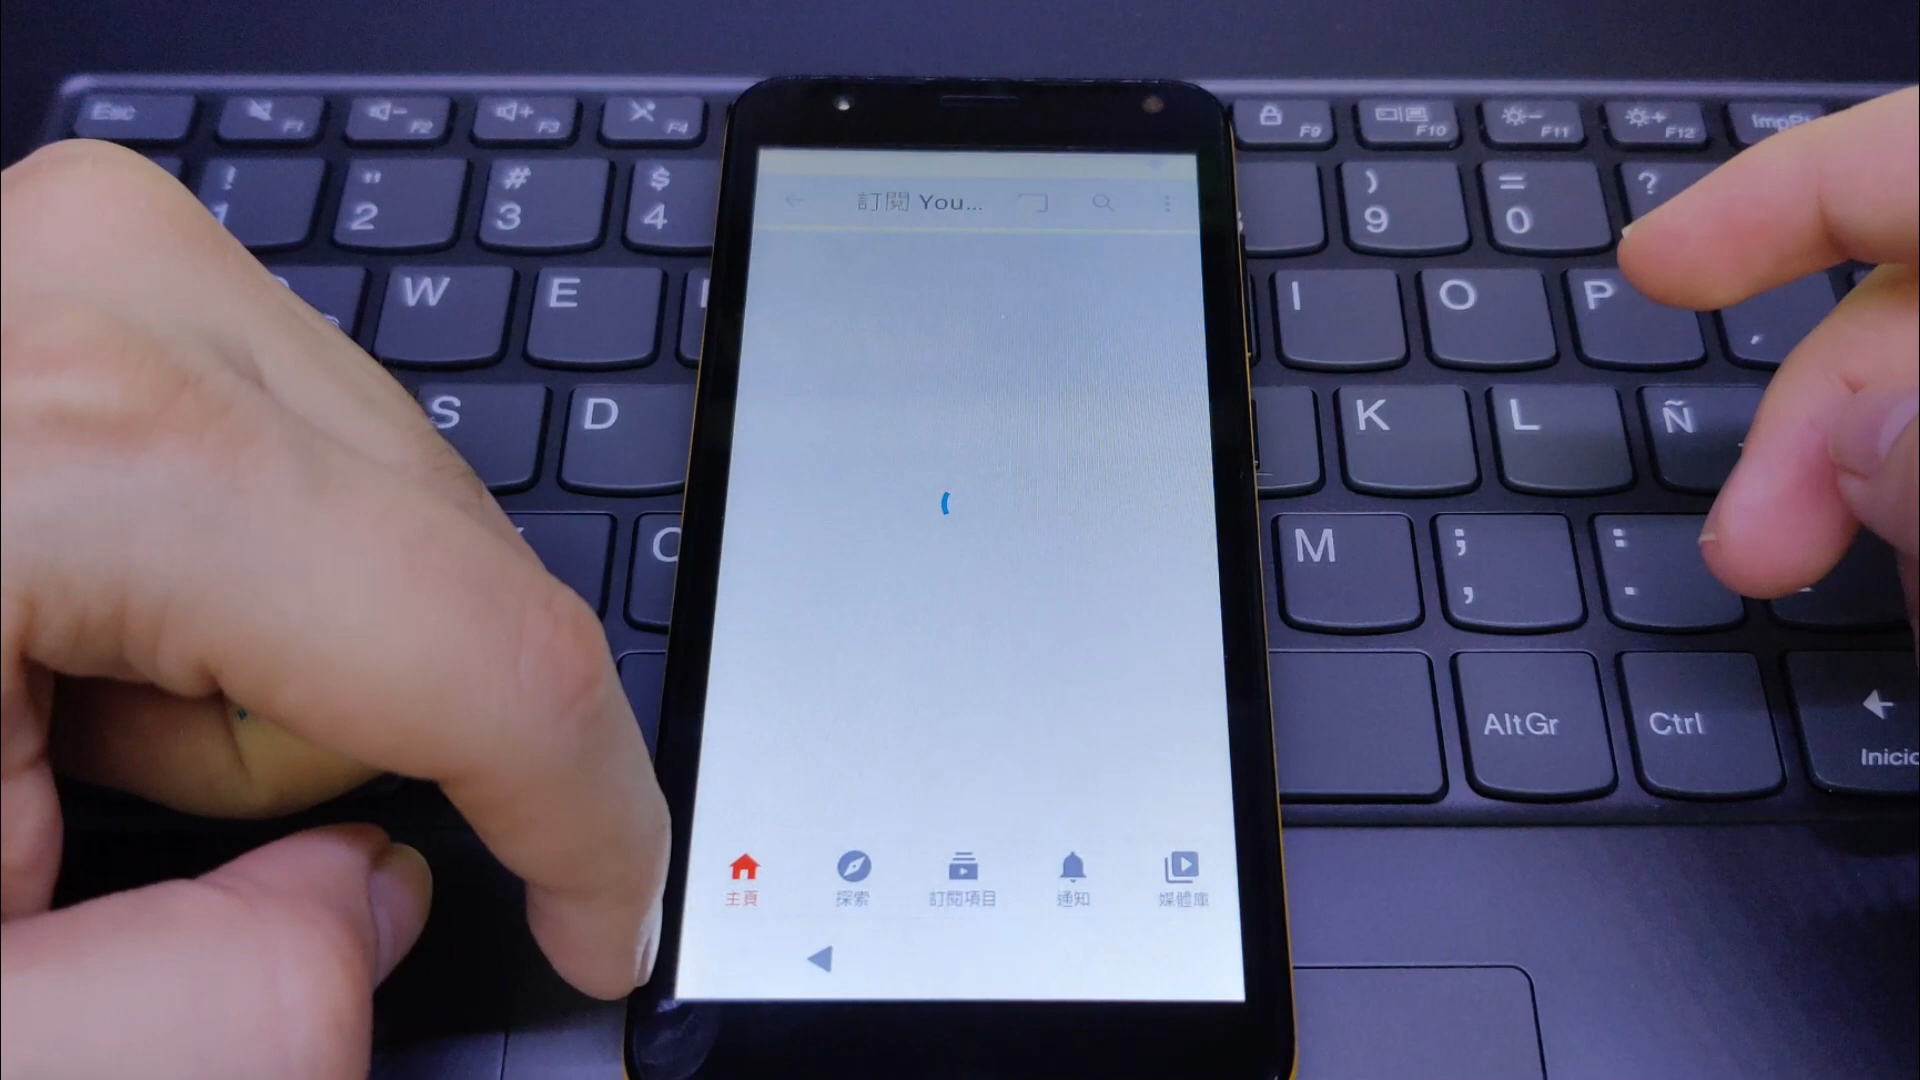 Esc
F1
F2
F3
F4
F9
F10
F11
F12
! 1
" 2
# 3
$ 4
) 9
= 0
?
訂閱 You...
W
E
I
O
P
S
D
K
L
Ñ
C
M
; ,
: .
AltGr
Ctrl
Inicio
主頁
探索
訂閱項目
通知
媒體庫